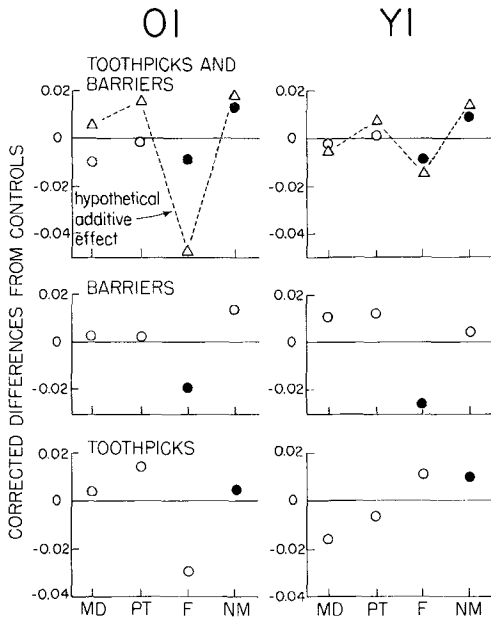 OI YI
TOOTHPICKS AND
BARRIERS
0.02 0.02
0 0
-0.02 -0.02
-0.04 -0.04
hypothetical
additive
effect
BARRIERS
0.02 0.02
0 0
-0.02 -0.02
TOOTHPICKS
0.02 0.02
0 0
-0.02 -0.02
-0.04 -0.04
MD PT F NM MD PT F NM
CORRECTED DIFFERENCES FROM CONTROLS